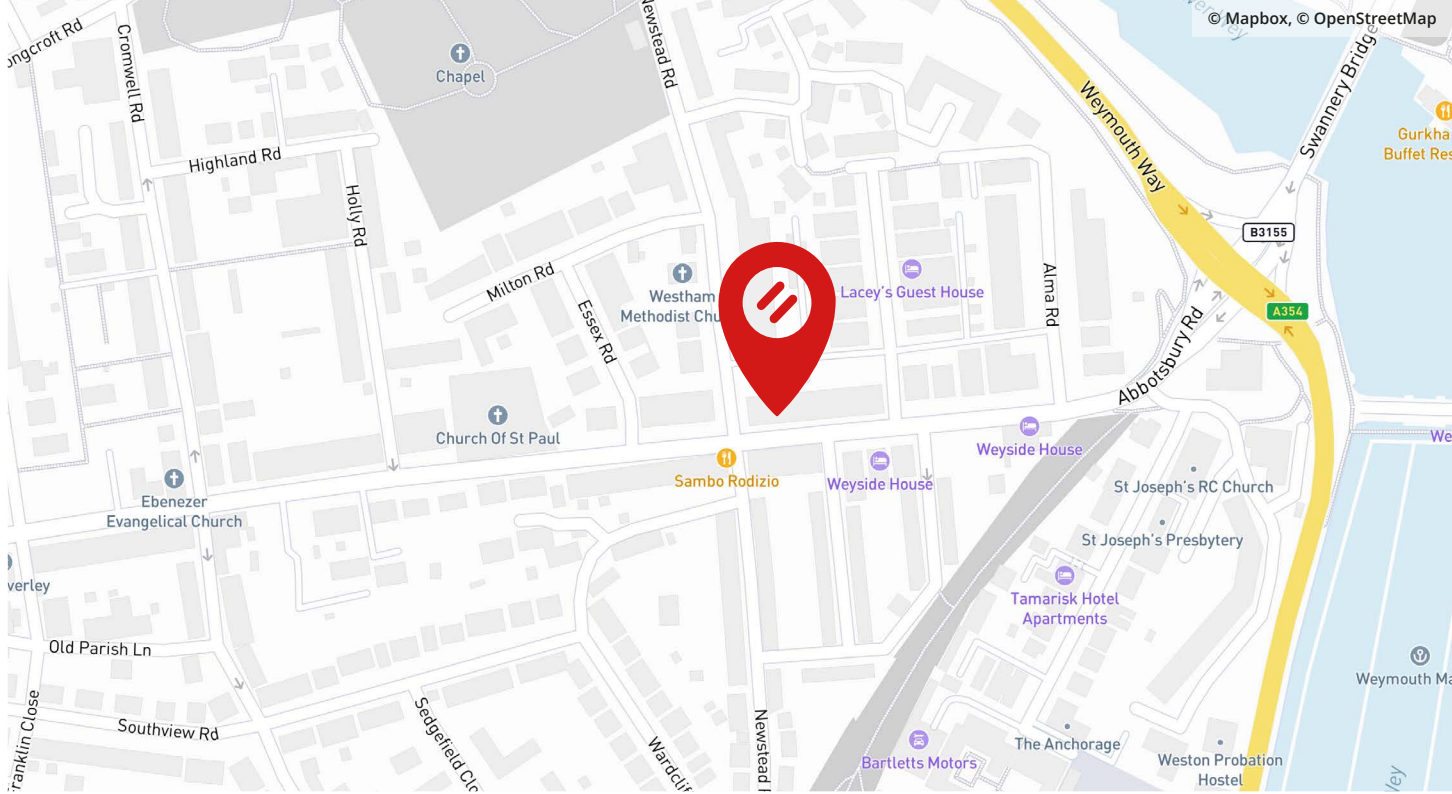 © Mapbox, © OpenStreetMap
Cromwell Rd
Newstead Rd
Chapel
Swannery Bridge
Weymouth Way
Gurkha
Buffet Res
Highland Rd
Holly Rd
B3155
Milton Rd
Westham
Methodist Chu
Lacey's Guest House
Alma Rd
A354
Essex Rd
Abbotsbury Rd
Church Of St Paul
Weyside House
We
Sambo Rodizio
Weyside House
St Joseph's RC Church
Ebenezer
Evangelical Church
St Joseph's Presbytery
verley
Tamarisk Hotel
Apartments
Old Parish Ln
Weymouth Ma
Southview Rd
Sedgefield Clo
Newstead
Wardclif
The Anchorage
Bartletts Motors
Weston Probation
Hostel